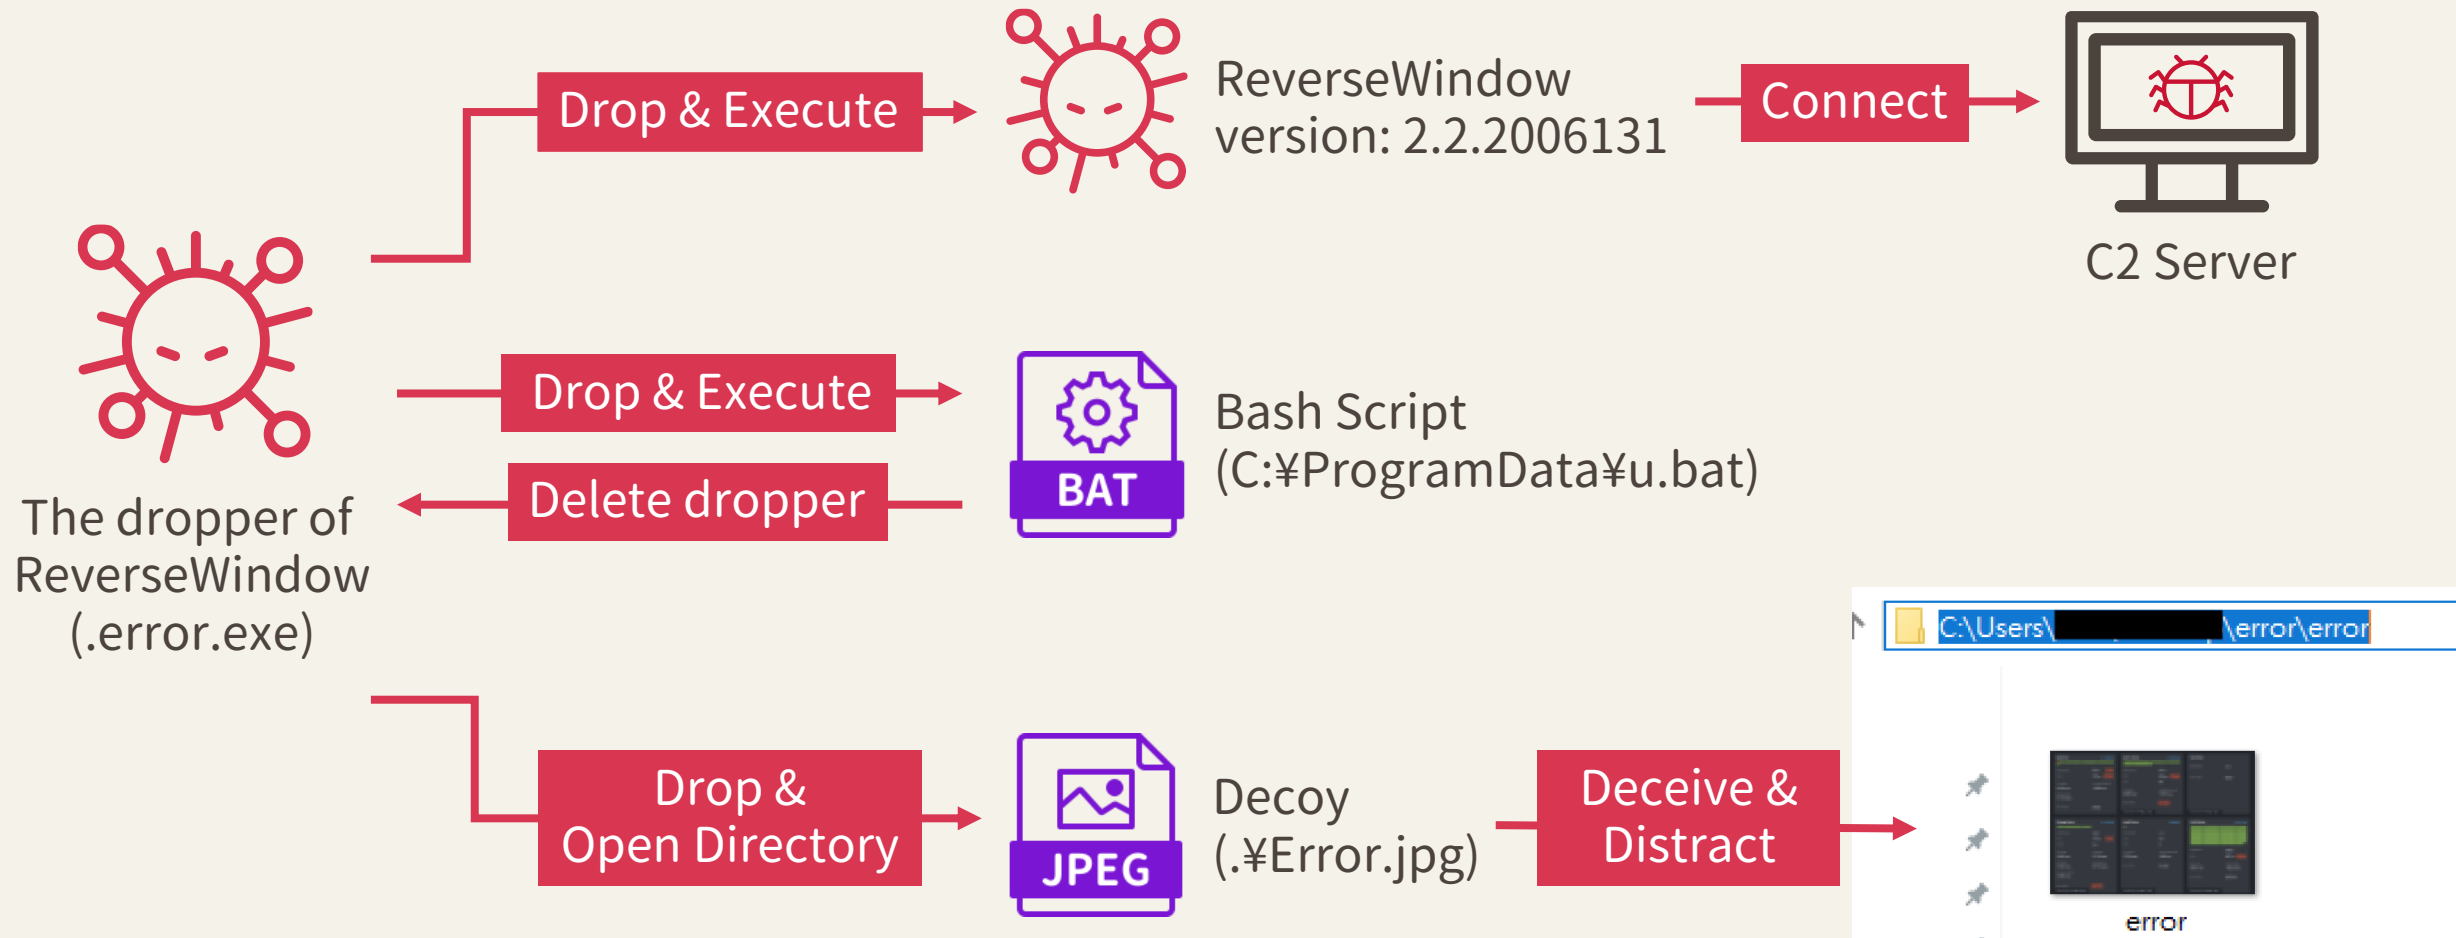 Drop & Execute
ReverseWindow
version: 2.2.2006131
Connect
C2 Server
The dropper of
ReverseWindow
(.error.exe)
Drop & Execute
Delete dropper
BAT
Bash Script
(C:¥ProgramData¥u.bat)
Drop &
Open Directory
JPEG
Decoy
(.¥Error.jpg)
Deceive &
Distract
C:\Users\
\error\error
error